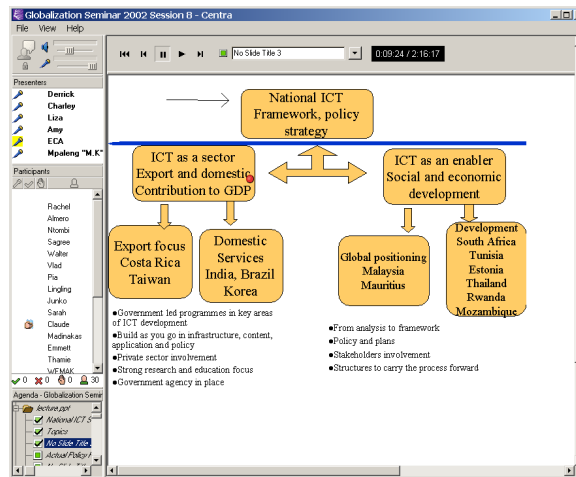 Globalization Seminar 2002 Session 8 - Centra
File View Help
No Slide Title 3
0:09:24 / 2:16:17
Presenters
Derrick
Charley
Liza
Amy
ECA
Mpaleng "M.K"
Participants
Rachel
Almero
Ntombi
Sagree
Walter
Vlad
Pia
Lingling
Junko
Sarah
Claude
Madinakas
Emmett
Thamie
WEMAK
0 0 0 30
Agenda - Globalization Semir
lecture.ppt
National ICT S
Topics
No Slide Title
Actual Policy F
National ICT
Framework, policy
strategy
ICT as a sector
Export and domestic
Contribution to GDP
ICT as an enabler
Social and economic
development
Export focus
Costa Rica
Taiwan
Domestic
Services
India, Brazil
Korea
Global positioning
Malaysia
Mauritius
Development
South Africa
Tunisia
Estonia
Thailand
Rwanda
Mozambique
●Government led programmes in key areas
of ICT development
●Build as you go in infrastructure, content,
application and policy
●Private sector involvement
●Strong research and education focus
●Government agency in place
●From analysis to framework
●Policy and plans
●Stakeholders involvement
●Structures to carry the process forward